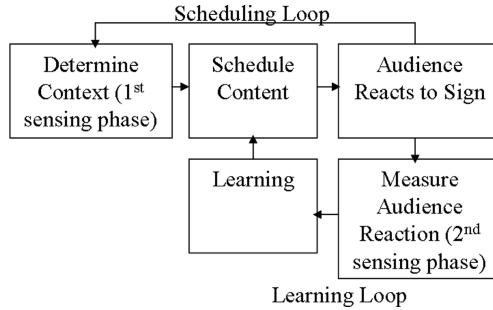 Scheduling Loop
Determine
Context (1st
sensing phase)
Schedule
Content
Audience
Reacts to Sign
Learning
Measure
Audience
Reaction (2nd
sensing phase)
Learning Loop